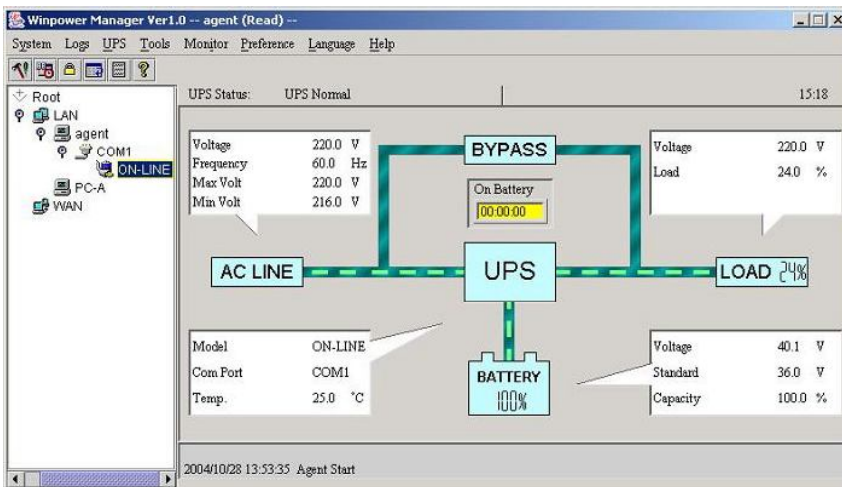 Winpower Manager Ver1.0 -- agent (Read) --
System Logs UPS Tools Monitor Preference Language Help
Root
LAN
agent
COM1
ON-LINE
PC-A
WAN
UPS Status: UPS Normal 15:18
Voltage 220.0 V
Frequency 60.0 Hz
Max Volt 220.0 V
Min Volt 216.0 V
BYPASS
On Battery
00:00:00
Voltage 220.0 V
Load 24.0 %
AC LINE
UPS
LOAD 24%
Model ON-LINE
Com Port COM1
Temp. 25.0 °C
BATTERY
100%
Voltage 40.1 V
Standard 36.0 V
Capacity 100.0 %
2004/10/28 13:53:35 Agent Start